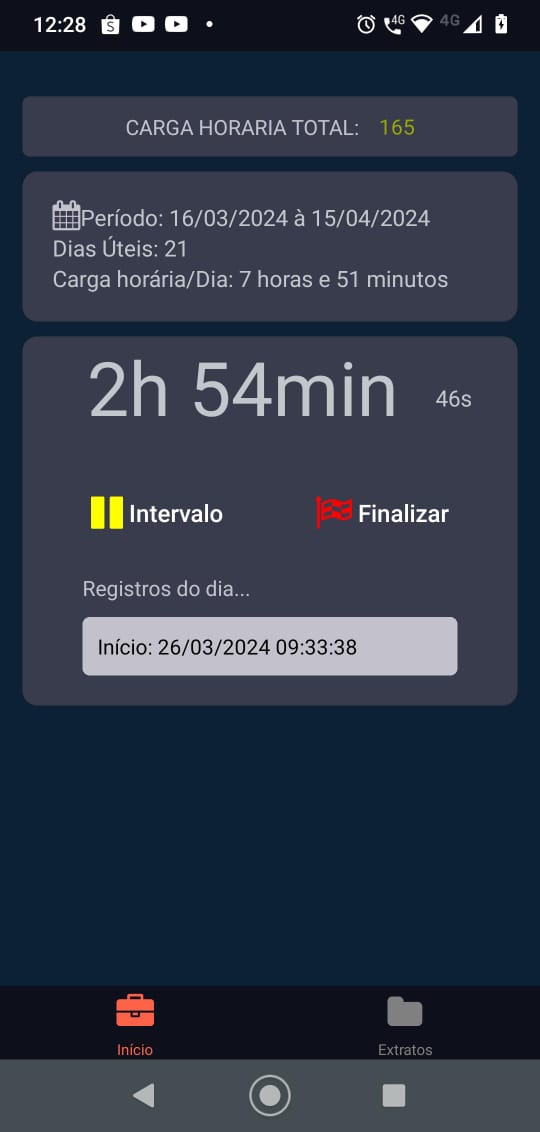 12:28 4G 4G
CARGA HORARIA TOTAL: 165
Período: 16/03/2024 à 15/04/2024
Dias Úteis: 21
Carga horária/Dia: 7 horas e 51 minutos
2h 54min 46s
Intervalo Finalizar
Registros do dia...
Início: 26/03/2024 09:33:38
Início Extratos